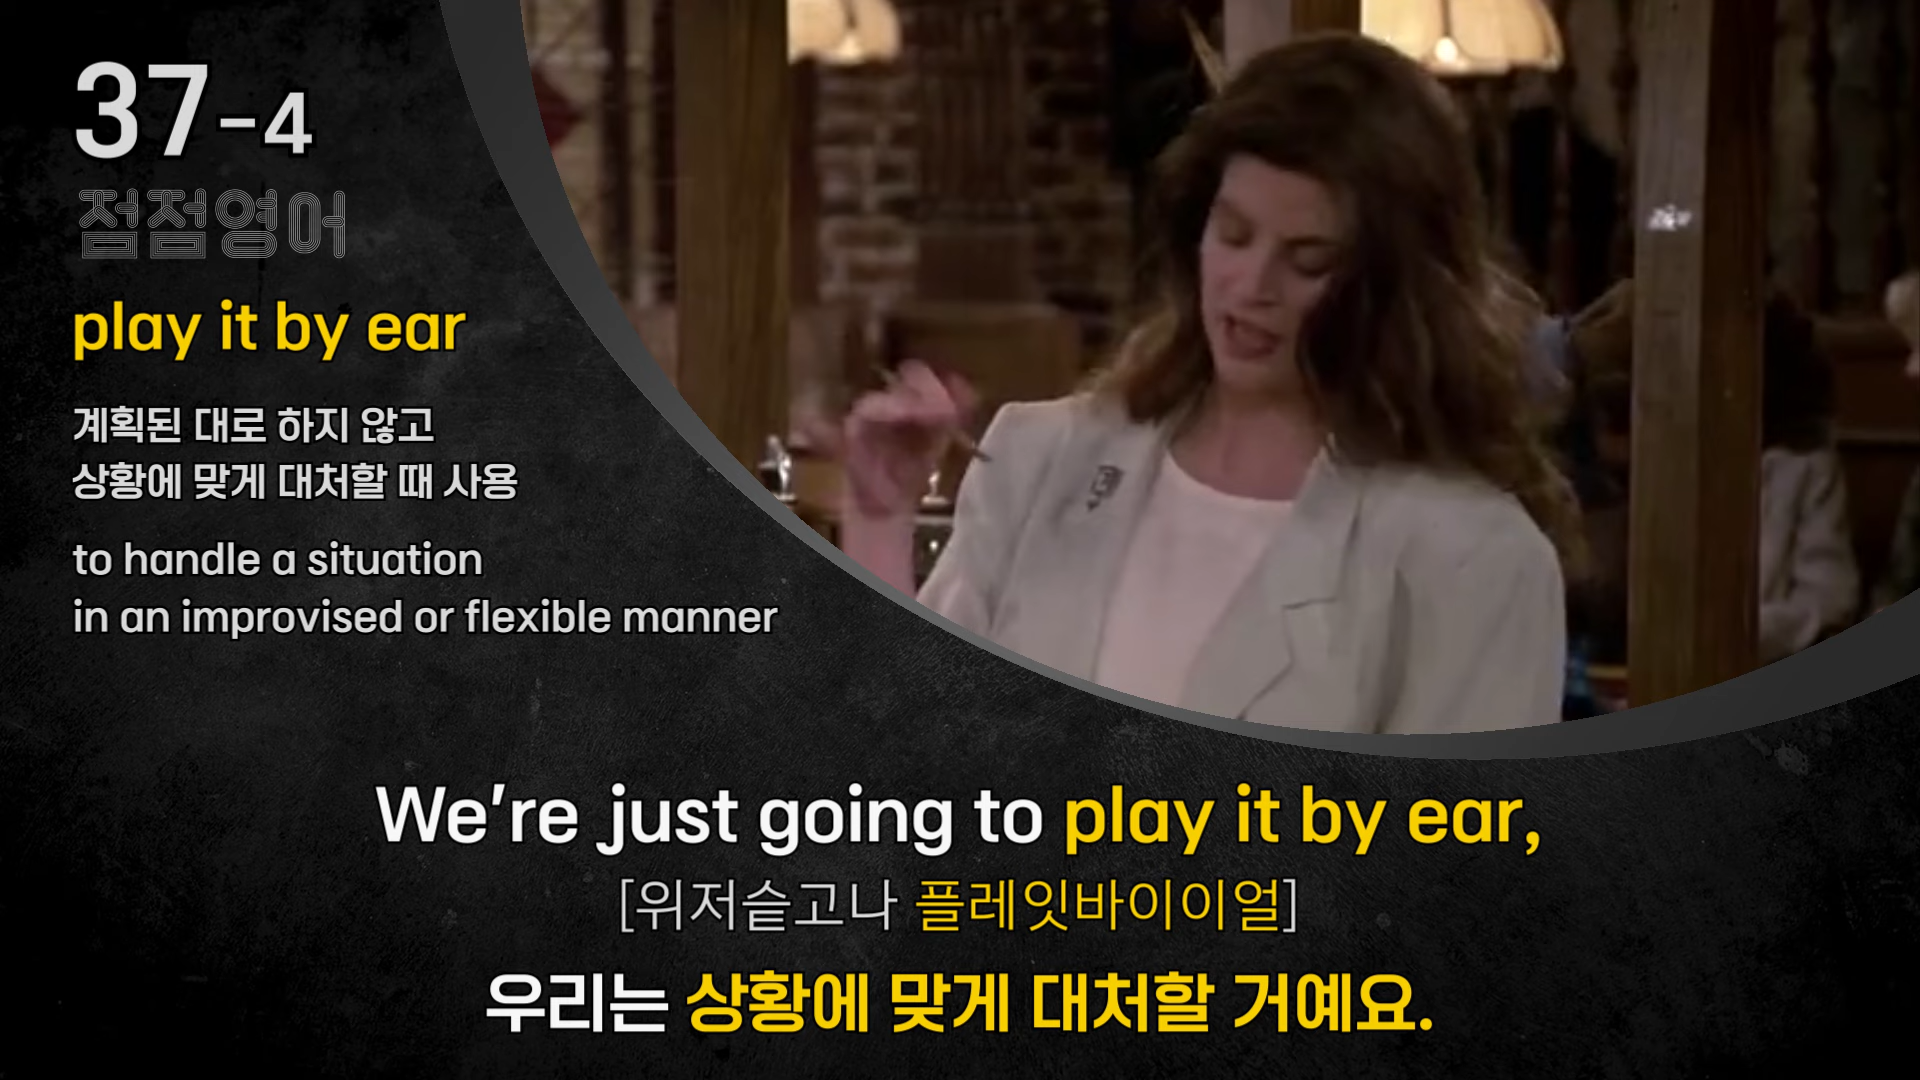 37-4
점점영어
play it by ear
계획된 대로 하지 않고
상황에 맞게 대처할 때 사용
to handle a situation
in an improvised or flexible manner
We're just going to play it by ear,
[위저슽고나 플레잇바이이얼]
우리는 상황에 맞게 대처할 거예요.